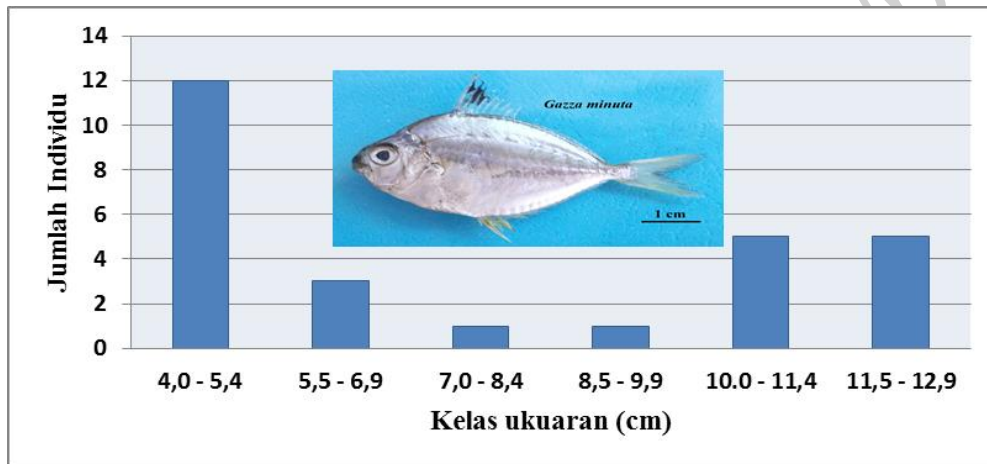 14
12
10
8
6
4
2
0
Jumlah Individu
Gazza minuta
1 cm
4,0 - 5,4 5,5 - 6,9 7,0 - 8,4 8,5 - 9,9 10.0 - 11,4 11,5 - 12,9
Kelas ukuaran (cm)